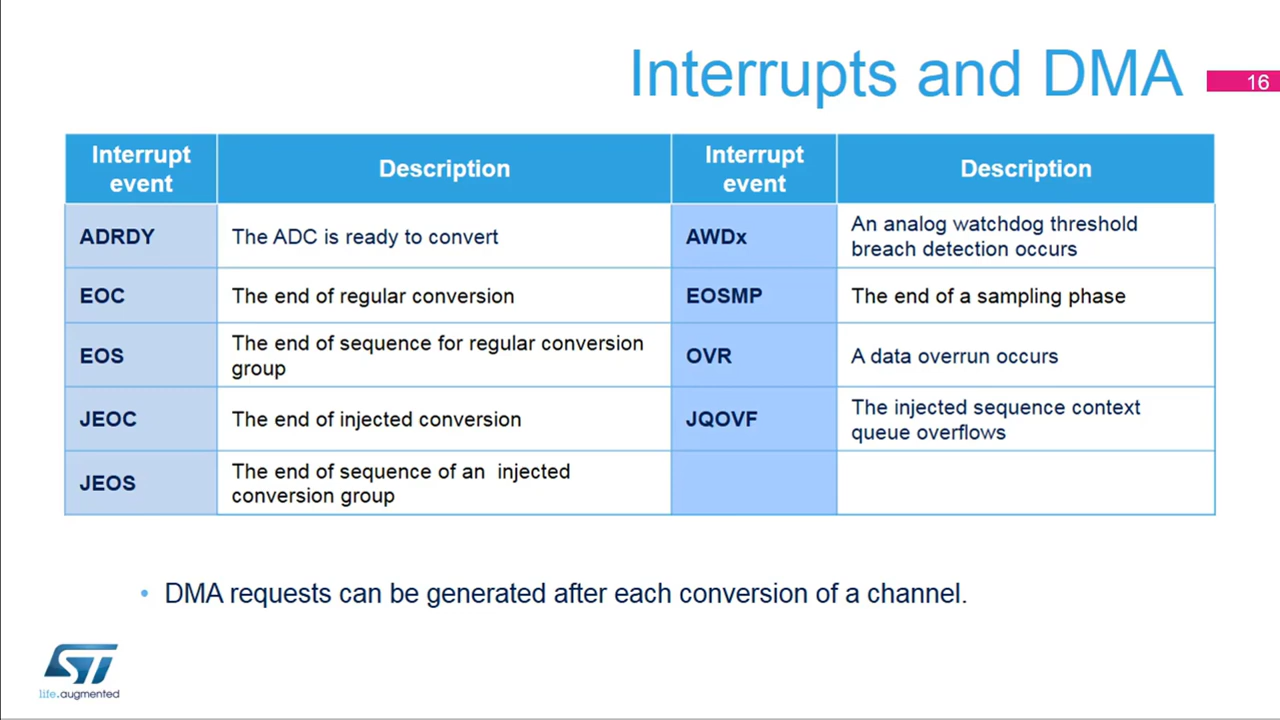 Interrupts and DMA
16
Interrupt
event
Description
Interrupt
event
Description
ADRDY
The ADC is ready to convert
AWDx
An analog watchdog threshold
breach detection occurs
EOC
The end of regular conversion
EOSMP
The end of a sampling phase
EOS
The end of sequence for regular conversion
group
OVR
A data overrun occurs
JEOC
The end of injected conversion
JQOVF
The injected sequence context
queue overflows
JEOS
The end of sequence of an injected
conversion group
• DMA requests can be generated after each conversion of a channel.
ST
life.augmented